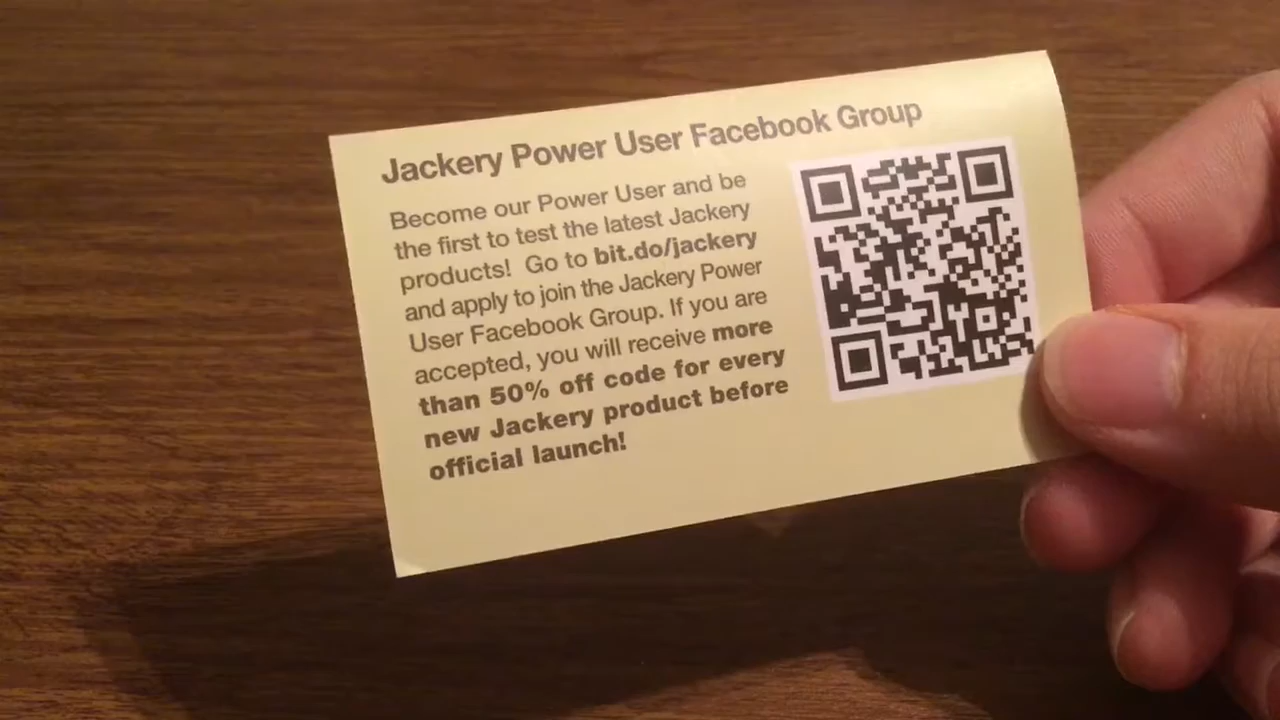 Jackery Power User Facebook Group
Become our Power User and be
the first to test the latest Jackery
products! Go to bit.do/jackery
and apply to join the Jackery Power
User Facebook Group. If you are
accepted, you will receive more
than 50% off code for every
new Jackery product before
official launch!